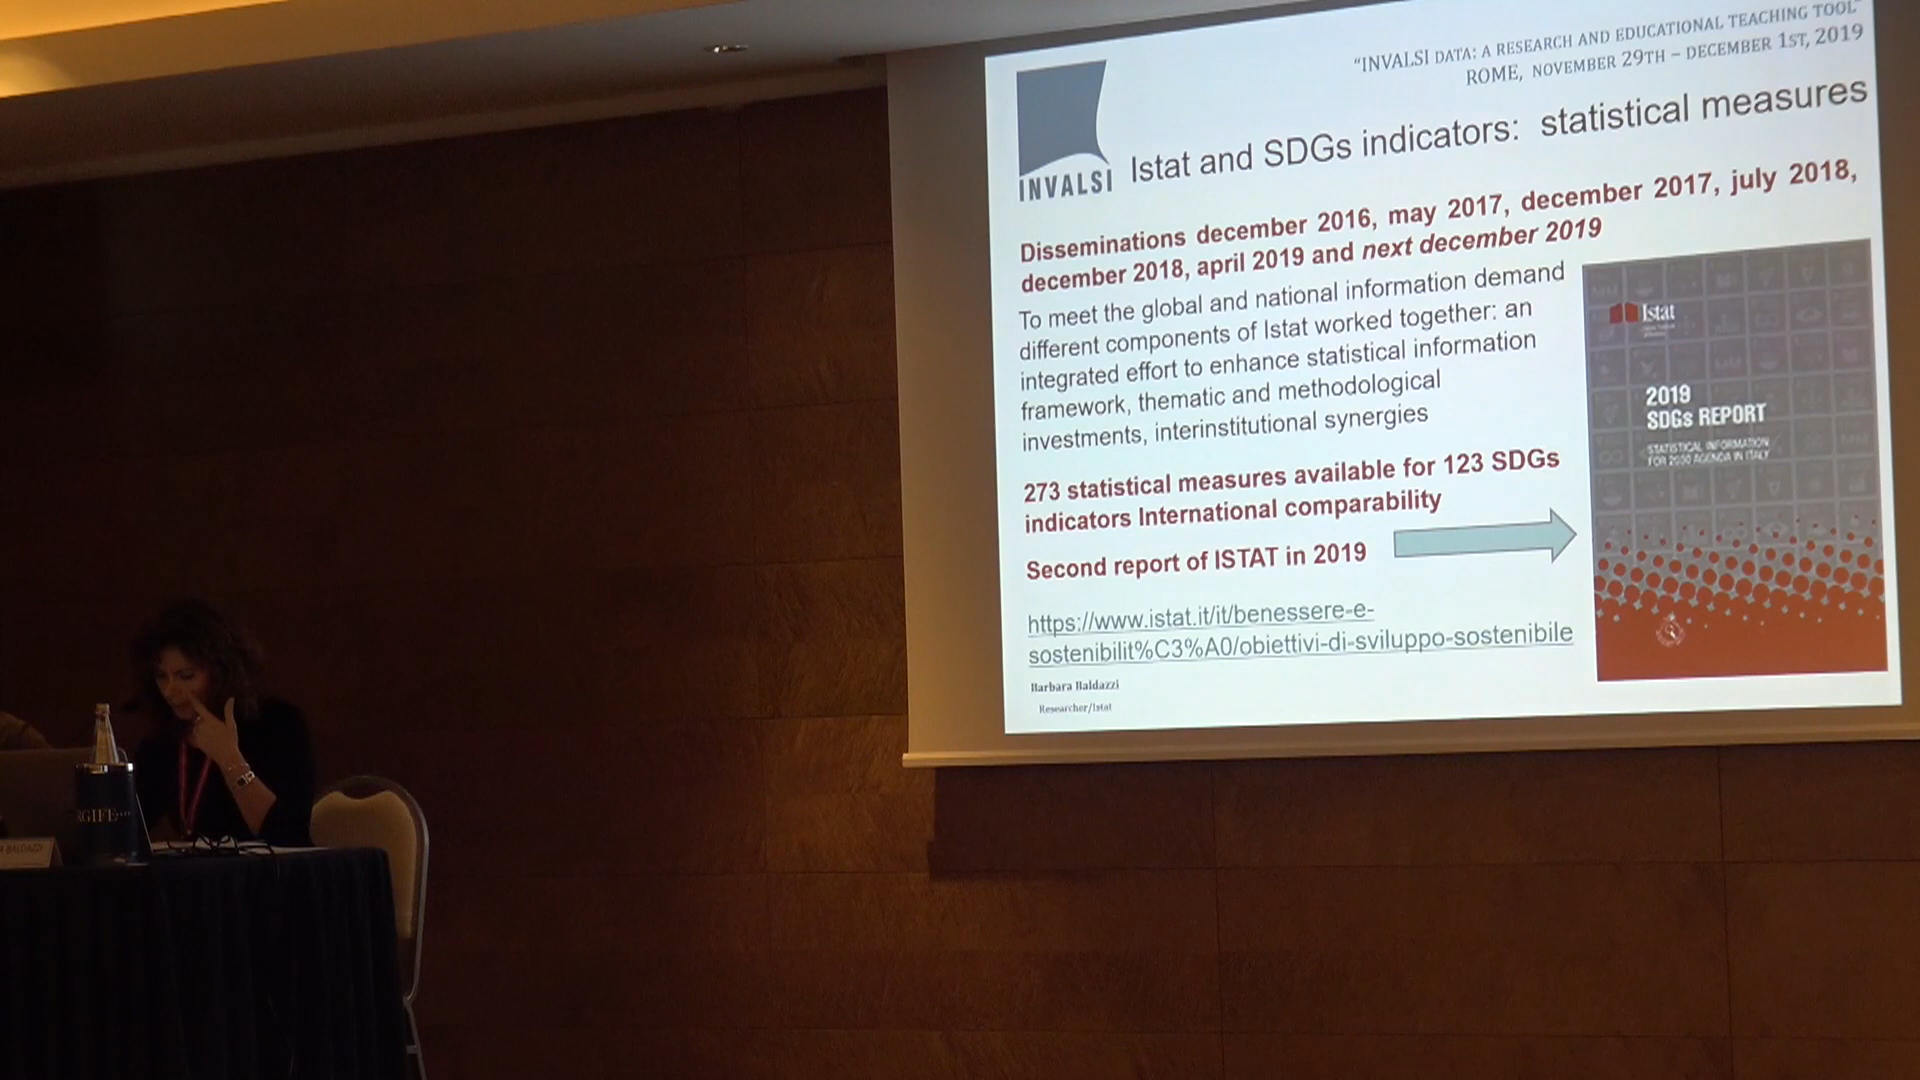 “INVALSI DATA: A RESEARCH AND EDUCATIONAL TEACHING TOOL”
ROME, NOVEMBER 29TH – DECEMBER 1ST, 2019
INVALSI
Istat and SDGs indicators: statistical measures
Disseminations december 2016, may 2017, december 2017, july 2018,
december 2018, april 2019 and next december 2019
To meet the global and national information demand
different components of Istat worked together: an
integrated effort to enhance statistical information
framework, thematic and methodological
investments, interinstitutional synergies
273 statistical measures available for 123 SDGs
indicators International comparability
Second report of ISTAT in 2019
https://www.istat.it/it/benessere-e-
sostenibilit%C3%A0/obiettivi-di-sviluppo-sostenibile
Barbara Baldazzi
Researcher/Istat
Istat
2019
SDGs REPORT
STATISTICAL INFORMATION
FOR 2030 AGENDA IN ITALY
RGIFE
BALDAZZI